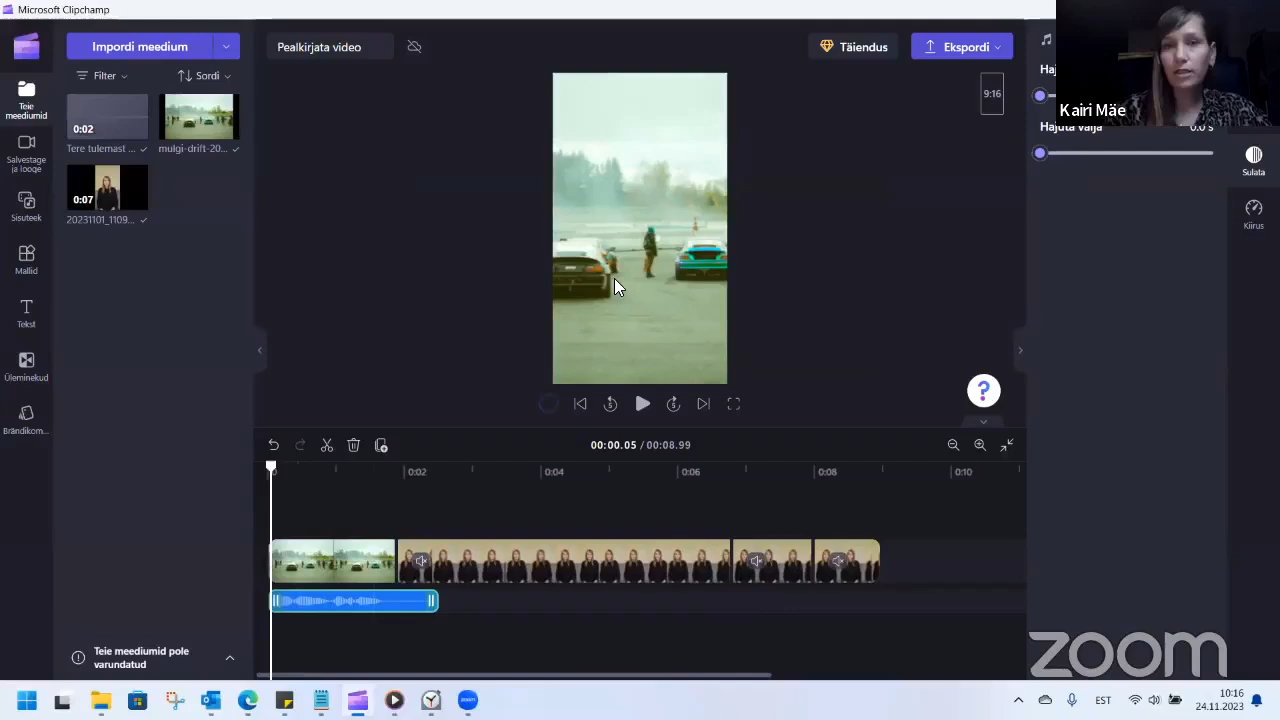 Microsoft Clipchamp
Impordi meedium
Pealkirjata video
Täiendus
Ekspordi
Kairi Mäe
Filter
Sordi
Teie meediumid
0:02
Tere tulemast ...
mulgi-drift-20...
0:07
20231101_1109...
Salvestage ja looge
Sisuteek
Mallid
Tekst
Üleminekud
Brändikom...
9:16
Hajuta välja
0.0 s
Sulata
Kiirus
?
5
5
00:00.05 / 00:08.99
0:02
0:04
0:06
0:08
0:10
Teie meediumid pole
varundatud
zoom
zoom
EST
10:16
24.11.2023